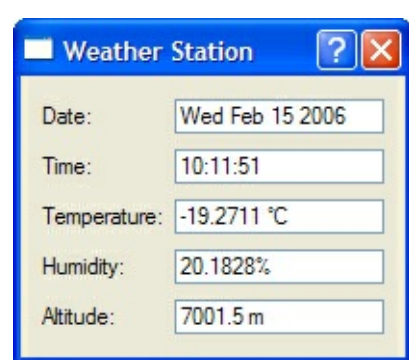 Weather Station
Date: Wed Feb 15 2006
Time: 10:11:51
Temperature: -19.2711 °C
Humidity: 20.1828%
Altitude: 7001.5 m